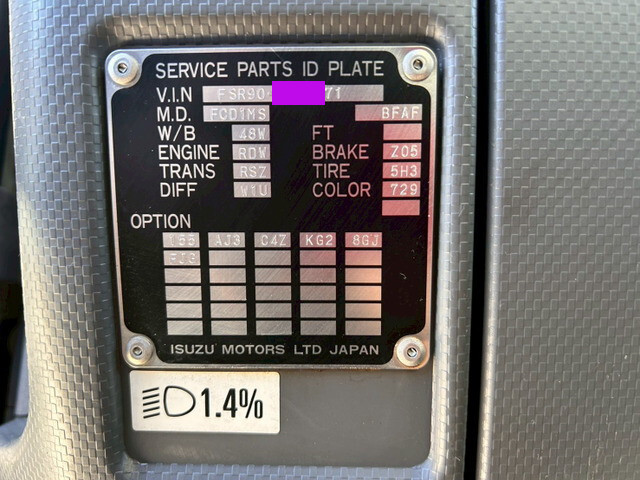 SERVICE PARTS ID PLATE
V.I.N FSR90- 71
M.D. FCD1MS BFAF
W/B 48W FT
ENGINE RDW BRAKE Z05
TRANS RS7 TIRE 5H3
DIFF W1U COLOR 729
OPTION
AJ3 C4Z KG2 8GJ
ISUZU MOTORS LTD JAPAN
1.4%